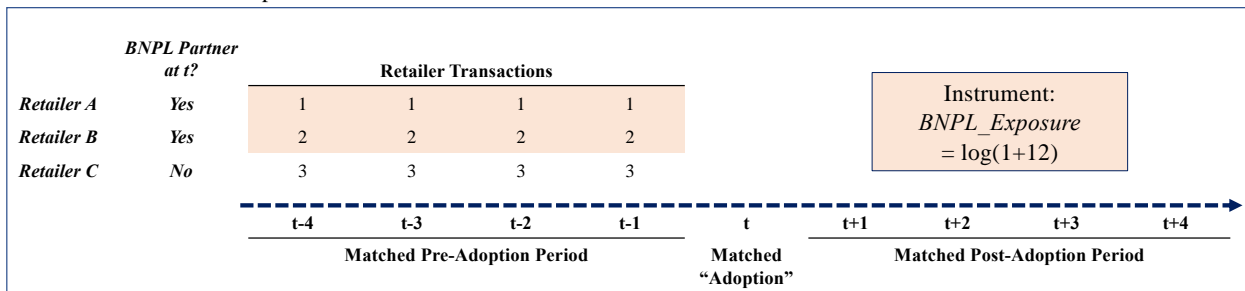 BNPL Partner
at t?
Retailer Transactions
Retailer A Yes 1 1 1 1
Retailer B Yes 2 2 2 2
Retailer C No 3 3 3 3
Instrument:
BNPL_Exposure
= log(1+12)
t-4 t-3 t-2 t-1 t t+1 t+2 t+3 t+4
Matched Pre-Adoption Period Matched Matched Post-Adoption Period
"Adoption"